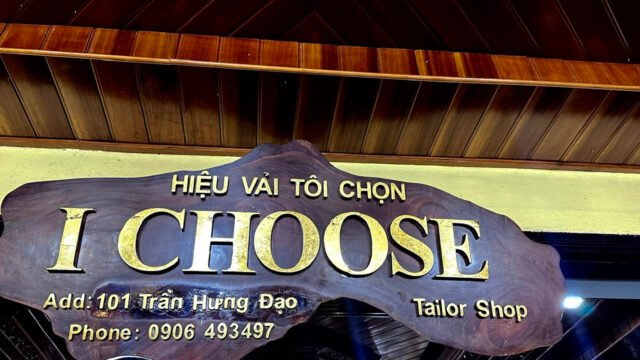 HIỆU VẢI TÔI CHỌN
I CHOOSE
Add: 101 Trần Hưng Đạo
Tailor Shop
Phone: 0906 493497